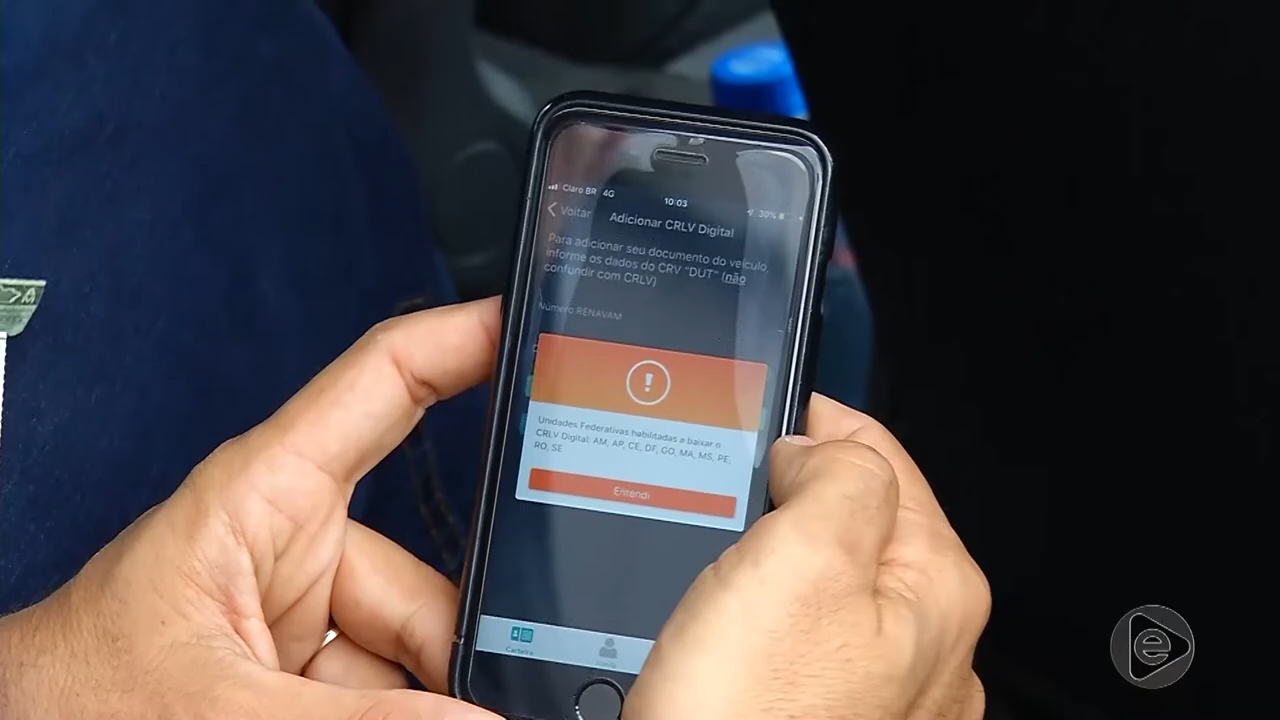 Claro BR 4G
10:03
30%
Voltar
Adicionar CRLV Digital
Para adicionar seu documento do veículo,
informe os dados do CRV "DUT" (não
confundir com CRLV)
Número RENAVAM
Unidades Federativas habilitadas a baixar o
CRLV Digital: AM, AP, CE, DF, GO, MA, MS, PE,
RO, SE
Entendi
Carteira
e